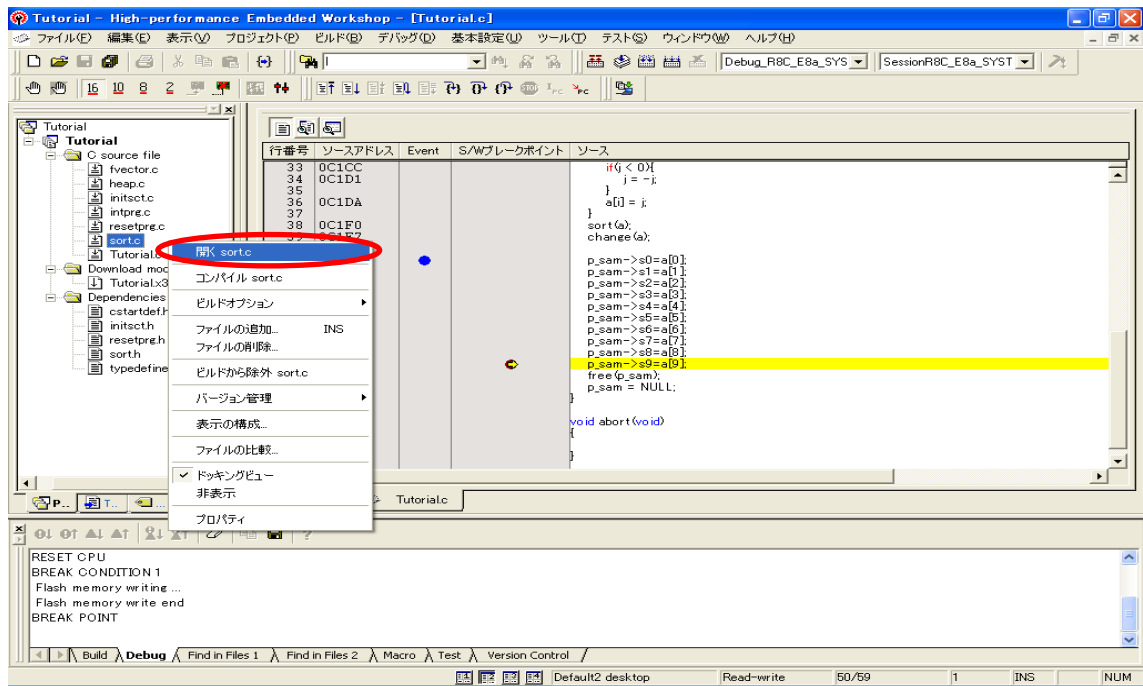 Tutorial - High-performance Embedded Workshop - [Tutorial.c]
ファイル(F) 編集(E) 表示(V) プロジェクト(P) ビルド(B) デバッグ(D) 基本設定(U) ツール(T) テスト(S) ウィンドウ(W) ヘルプ(H)
Debug_R8C_E8a_SYS SessionR8C_E8a_SYST
16 10 8 2
Tutorial
Tutorial
C source file
fvector.c
heap.c
initsct.c
intprg.c
resetprg.c
sort.c
Tutorial.c
Download mod
Tutorial.x3
Dependencies
cstartdef.h
initsct.h
resetprg.h
sort.h
typedefine
P... T... ...
開く sort.c
コンパイル sort.c
ビルドオプション
ファイルの追加... INS
ファイルの削除...
ビルドから除外 sort.c
バージョン管理
表示の構成...
ファイルの比較...
ドッキングビュー
非表示
プロパティ
行番号 ソースアドレス Event S/Wブレークポイント ソース
33 0C1CC if(j < 0){
34 0C1D1 j = -j;
35 }
36 0C1DA a[i] = j;
37 }
38 0C1F0 sort(a);
39 0C1F7 change(a);
p_sam->s0=a[0];
p_sam->s1=a[1];
p_sam->s2=a[2];
p_sam->s3=a[3];
p_sam->s4=a[4];
p_sam->s5=a[5];
p_sam->s6=a[6];
p_sam->s7=a[7];
p_sam->s8=a[8];
p_sam->s9=a[9];
free(p_sam);
p_sam = NULL;
}
void abort(void)
{
}
Tutorial.c
RESET CPU
BREAK CONDITION 1
Flash memory writing ...
Flash memory write end
BREAK POINT
Build Debug Find in Files 1 Find in Files 2 Macro Test Version Control
Default2 desktop Read-write 50/59 1 INS NUM